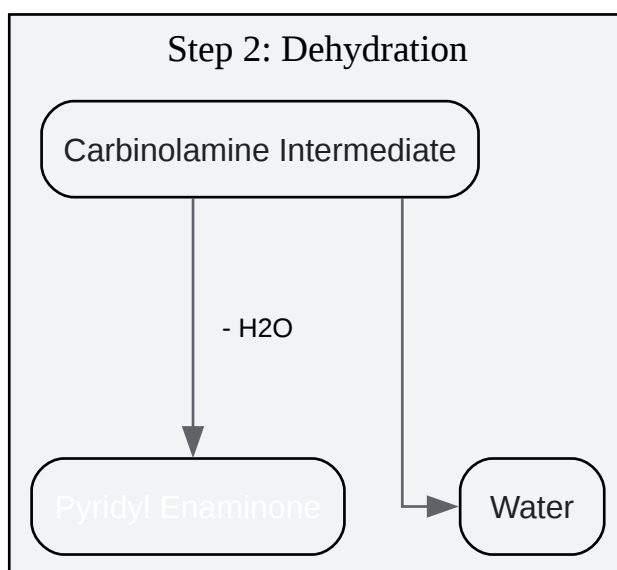 Step 2: Dehydration
Carbinolamine Intermediate
- H2O
Pyridyl Enaminone
Water